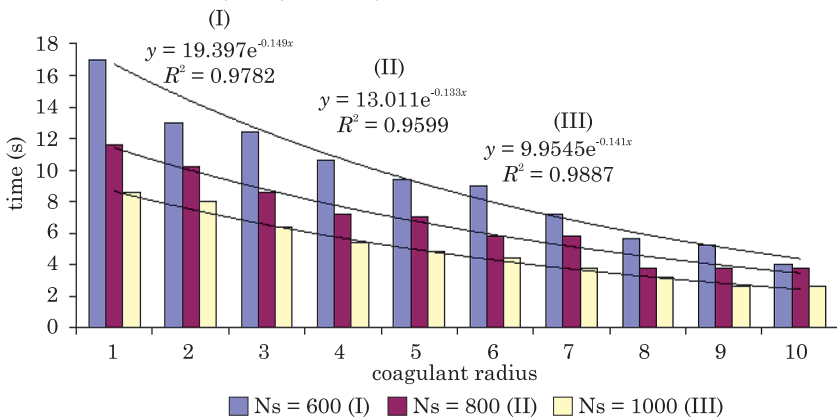 (I)
y = 19.397e^-0.149x
R² = 0.9782
(II)
y = 13.011e^-0.133x
R² = 0.9599
(III)
y = 9.9545e^-0.141x
R² = 0.9887
time (s)
18
16
14
12
10
8
6
4
2
0
1 2 3 4 5 6 7 8 9 10
coagulant radius
Ns = 600 (I) Ns = 800 (II) Ns = 1000 (III)